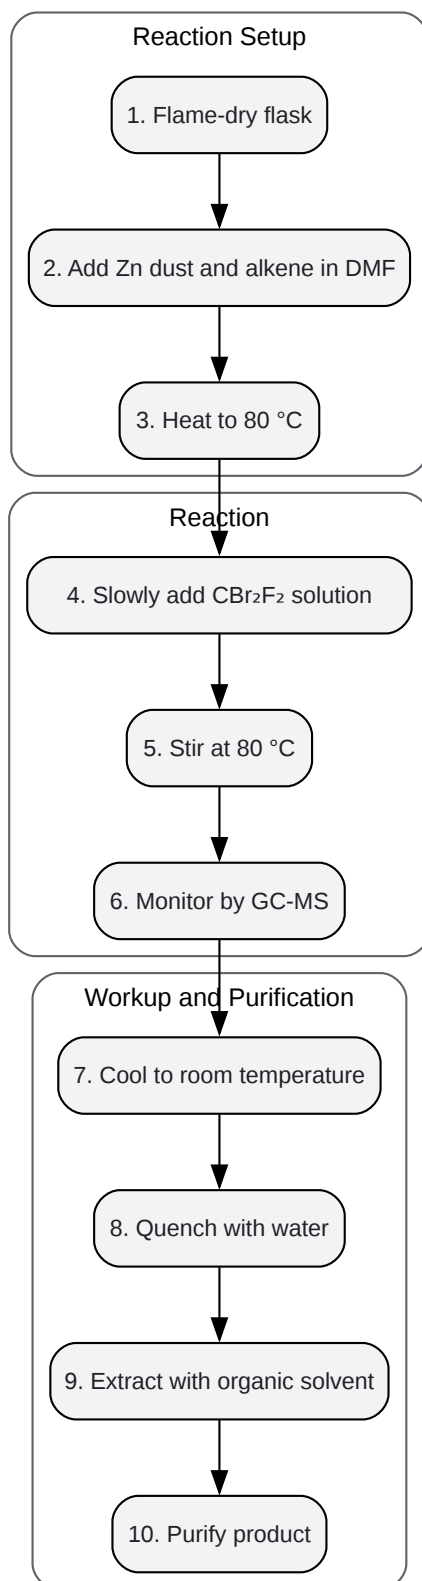 Reaction Setup
1. Flame-dry flask
2. Add Zn dust and alkene in DMF
3. Heat to 80 °C
Reaction
4. Slowly add CBr₂F₂ solution
5. Stir at 80 °C
6. Monitor by GC-MS
Workup and Purification
7. Cool to room temperature
8. Quench with water
9. Extract with organic solvent
10. Purify product